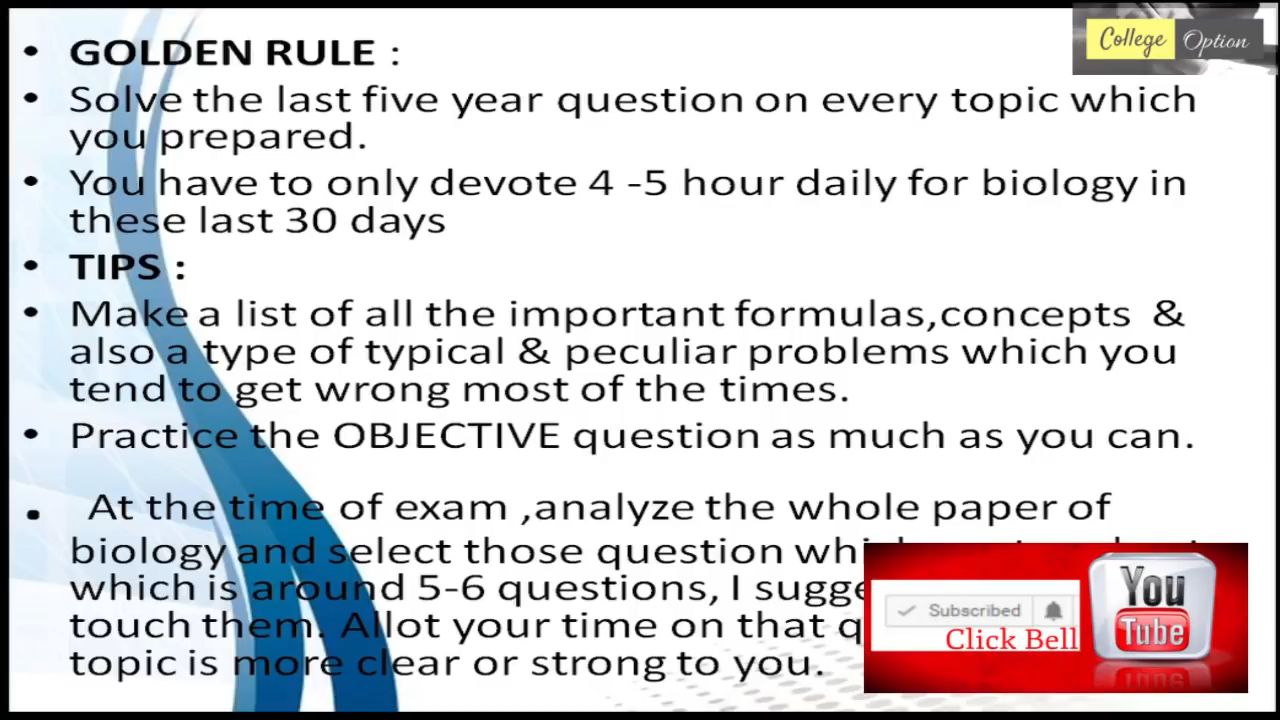 College Option
• GOLDEN RULE :
• Solve the last five year question on every topic which
you prepared.
• You have to only devote 4 -5 hour daily for biology in
these last 30 days
• TIPS :
• Make a list of all the important formulas,concepts &
also a type of typical & peculiar problems which you
tend to get wrong most of the times.
• Practice the OBJECTIVE question as much as you can.
• At the time of exam ,analyze the whole paper of
biology and select those question
which is around 5-6 questions, I
touch them. Allot your time on that
topic is more clear or strong to you.
Subscribed
Click Bell
You
Tube